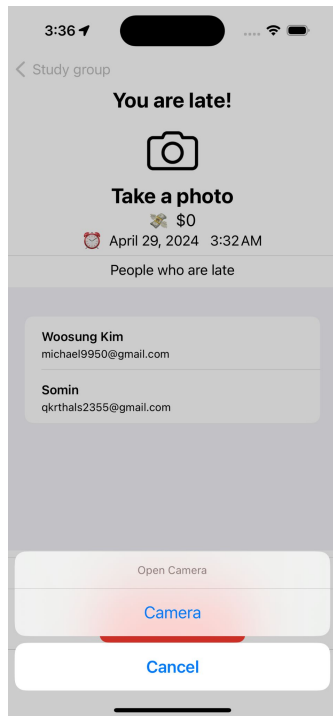 3:36
Study group
You are late!
Take a photo
💸 $0
⏰ April 29, 2024 3:32 AM
People who are late
Woosung Kim
michael9950@gmail.com
Somin
qkrthals2355@gmail.com
Open Camera
Camera
Cancel